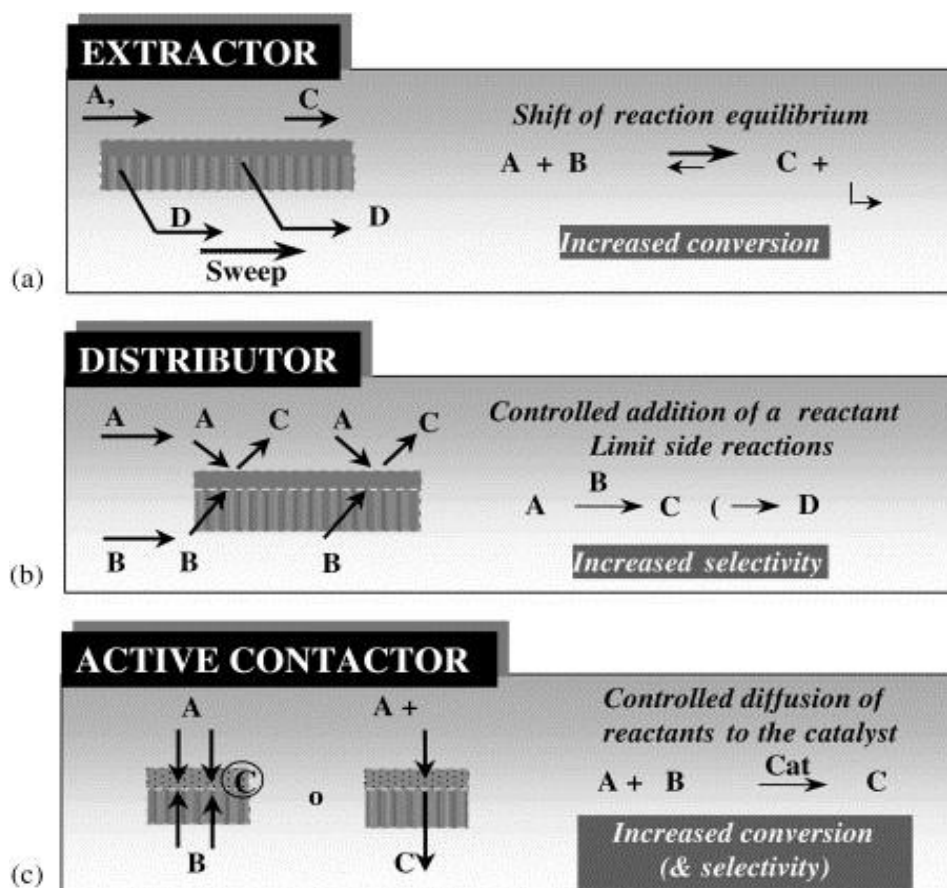 EXTRACTOR
A,
C
D
D
Sweep
Shift of reaction equilibrium
A + B
C +
Increased conversion
(a)
DISTRIBUTOR
A
A
C
A
C
B
B
B
Controlled addition of a reactant
Limit side reactions
B
A
C
(
D
Increased selectivity
(b)
ACTIVE CONTACTOR
A
C
B
o
A +
C
Controlled diffusion of
reactants to the catalyst
Cat
A + B
C
Increased conversion
(& selectivity)
(c)